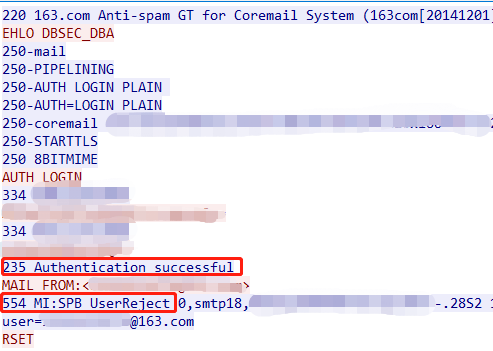 220 163.com Anti-spam GT for Coremail System (163com[20141201]
EHLO DBSEC_DBA
250-mail
250-PIPELINING
250-AUTH LOGIN PLAIN
250-AUTH=LOGIN PLAIN
250-coremail
250-STARTTLS
250 8BITMIME
AUTH LOGIN
334
334
235 Authentication successful
MAIL FROM:< >
554 MI:SPB UserReject 0,smtp18, -.28S2 1
user= @163.com
RSET